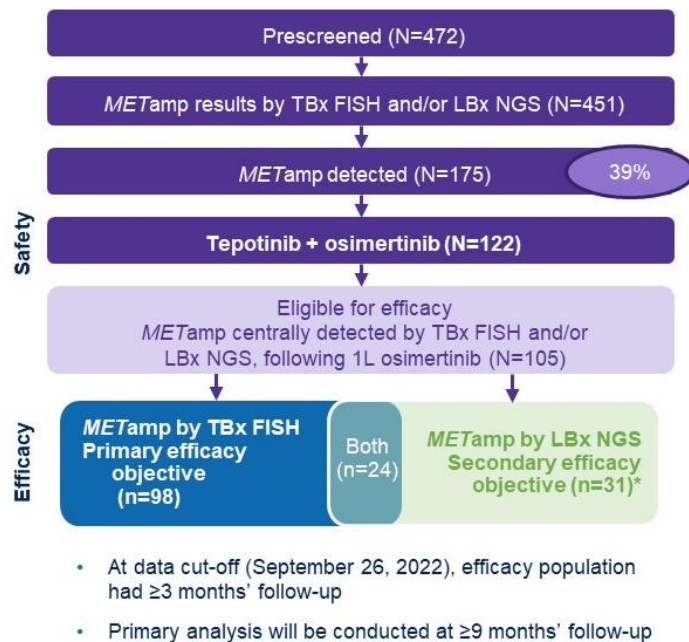 Prescreened (N=472)
METamp results by TBx FISH and/or LBx NGS (N=451)
METamp detected (N=175)
39%
Safety
Tepotinib + osimertinib (N=122)
Eligible for efficacy
METamp centrally detected by TBx FISH and/or
LBx NGS, following 1L osimertinib (N=105)
Efficacy
METamp by TBx FISH
Primary efficacy
objective
(n=98)
Both
(n=24)
METamp by LBx NGS
Secondary efficacy
objective (n=31)*
• At data cut-off (September 26, 2022), efficacy population
had ≥3 months’ follow-up
• Primary analysis will be conducted at ≥9 months’ follow-up